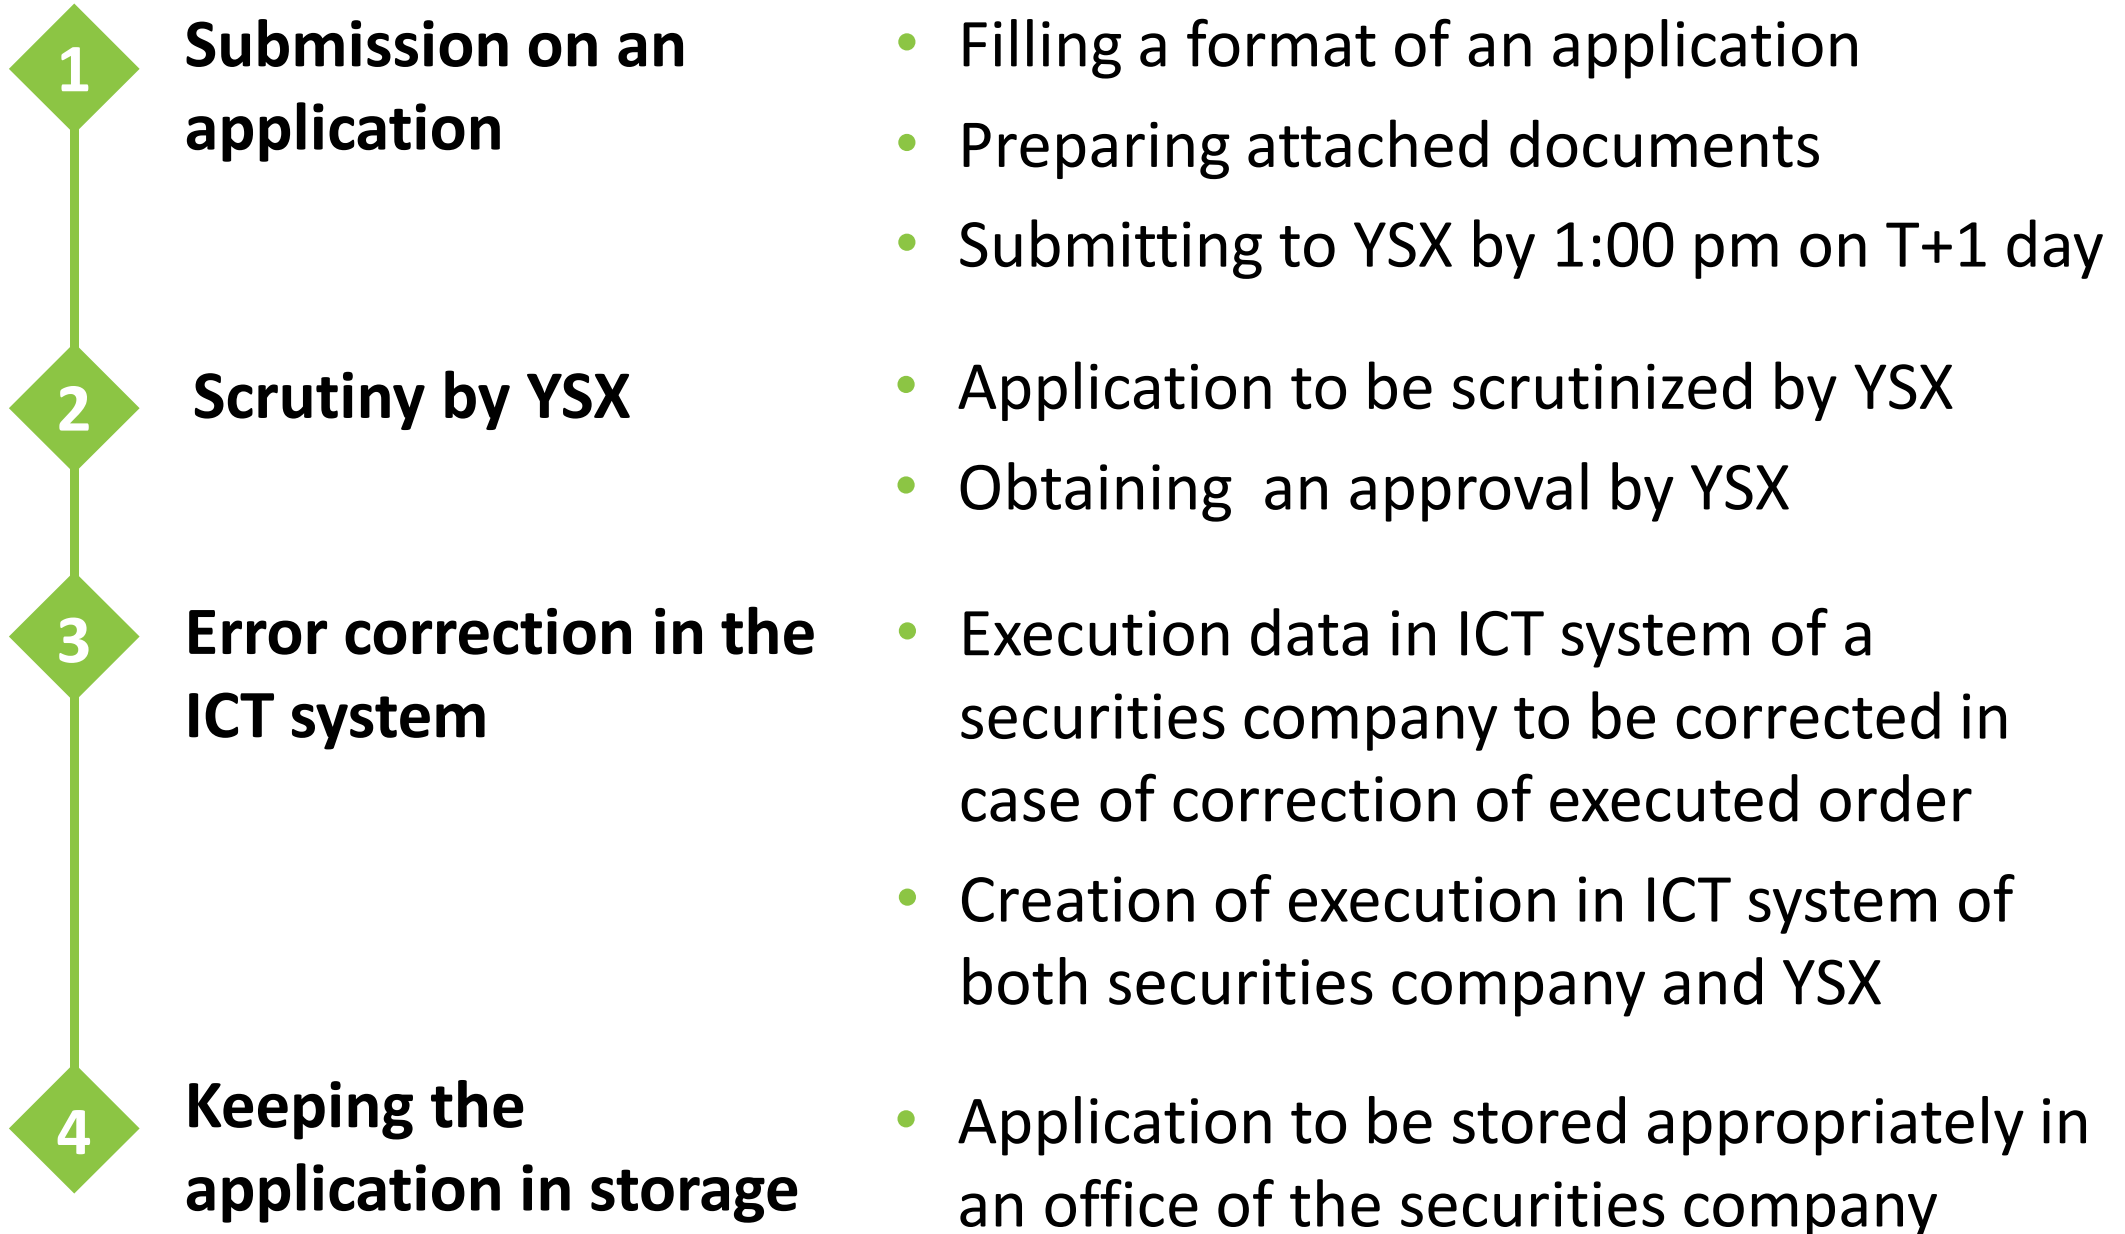 1
Submission on an
application
• Filling a format of an application
• Preparing attached documents
• Submitting to YSX by 1:00 pm on T+1 day
2
Scrutiny by YSX
• Application to be scrutinized by YSX
• Obtaining  an approval by YSX
3
Error correction in the
ICT system
• Execution data in ICT system of a
securities company to be corrected in
case of correction of executed order
• Creation of execution in ICT system of
both securities company and YSX
4
Keeping the
application in storage
• Application to be stored appropriately in
an office of the securities company